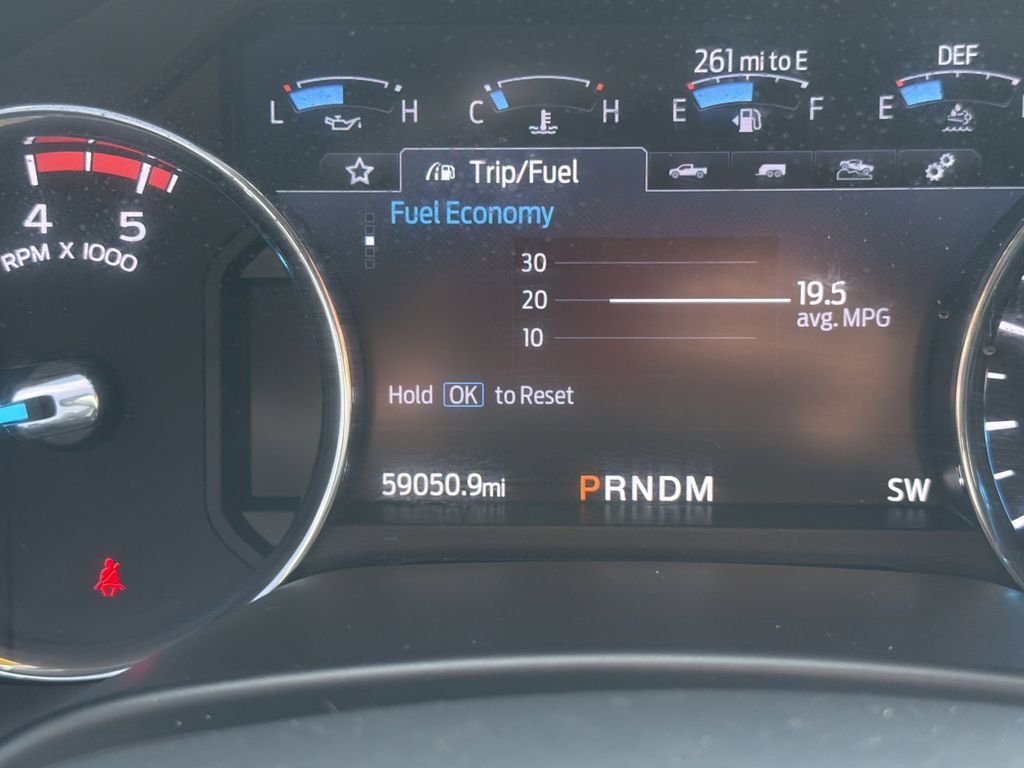 261 mi to E
DEF
L H
C H
E F
E
Trip/Fuel
4 5
RPM X 1000
Fuel Economy
30
20
10
19.5
avg. MPG
Hold OK to Reset
59050.9mi
PRNDM
SW